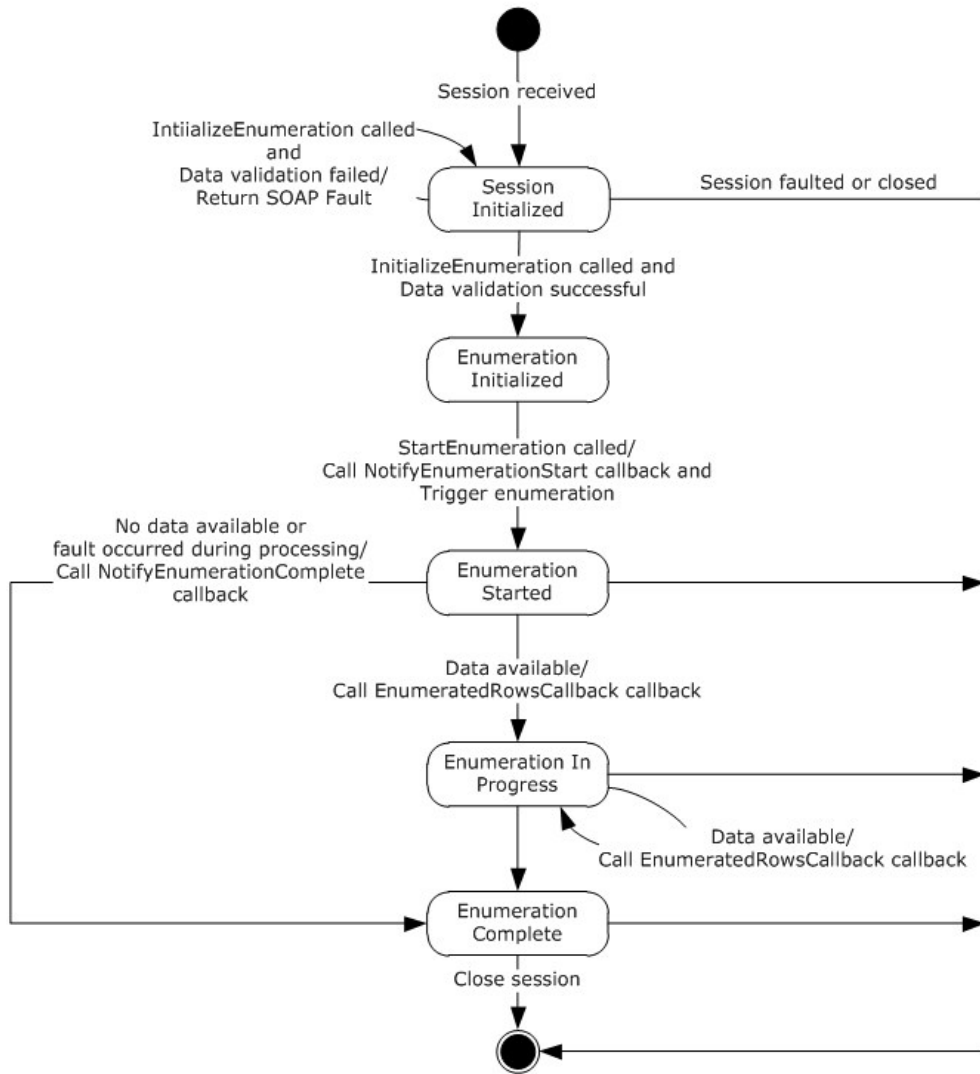 Session received
IntiializeEnumeration called
and
Data validation failed/
Return SOAP Fault
Session
Initialized
Session faulted or closed
InitializeEnumeration called and
Data validation successful
Enumeration
Initialized
StartEnumeration called/
Call NotifyEnumerationStart callback and
Trigger enumeration
No data available or
fault occurred during processing/
Call NotifyEnumerationComplete
callback
Enumeration
Started
Data available/
Call EnumeratedRowsCallback callback
Enumeration In
Progress
Data available/
Call EnumeratedRowsCallback callback
Enumeration
Complete
Close session